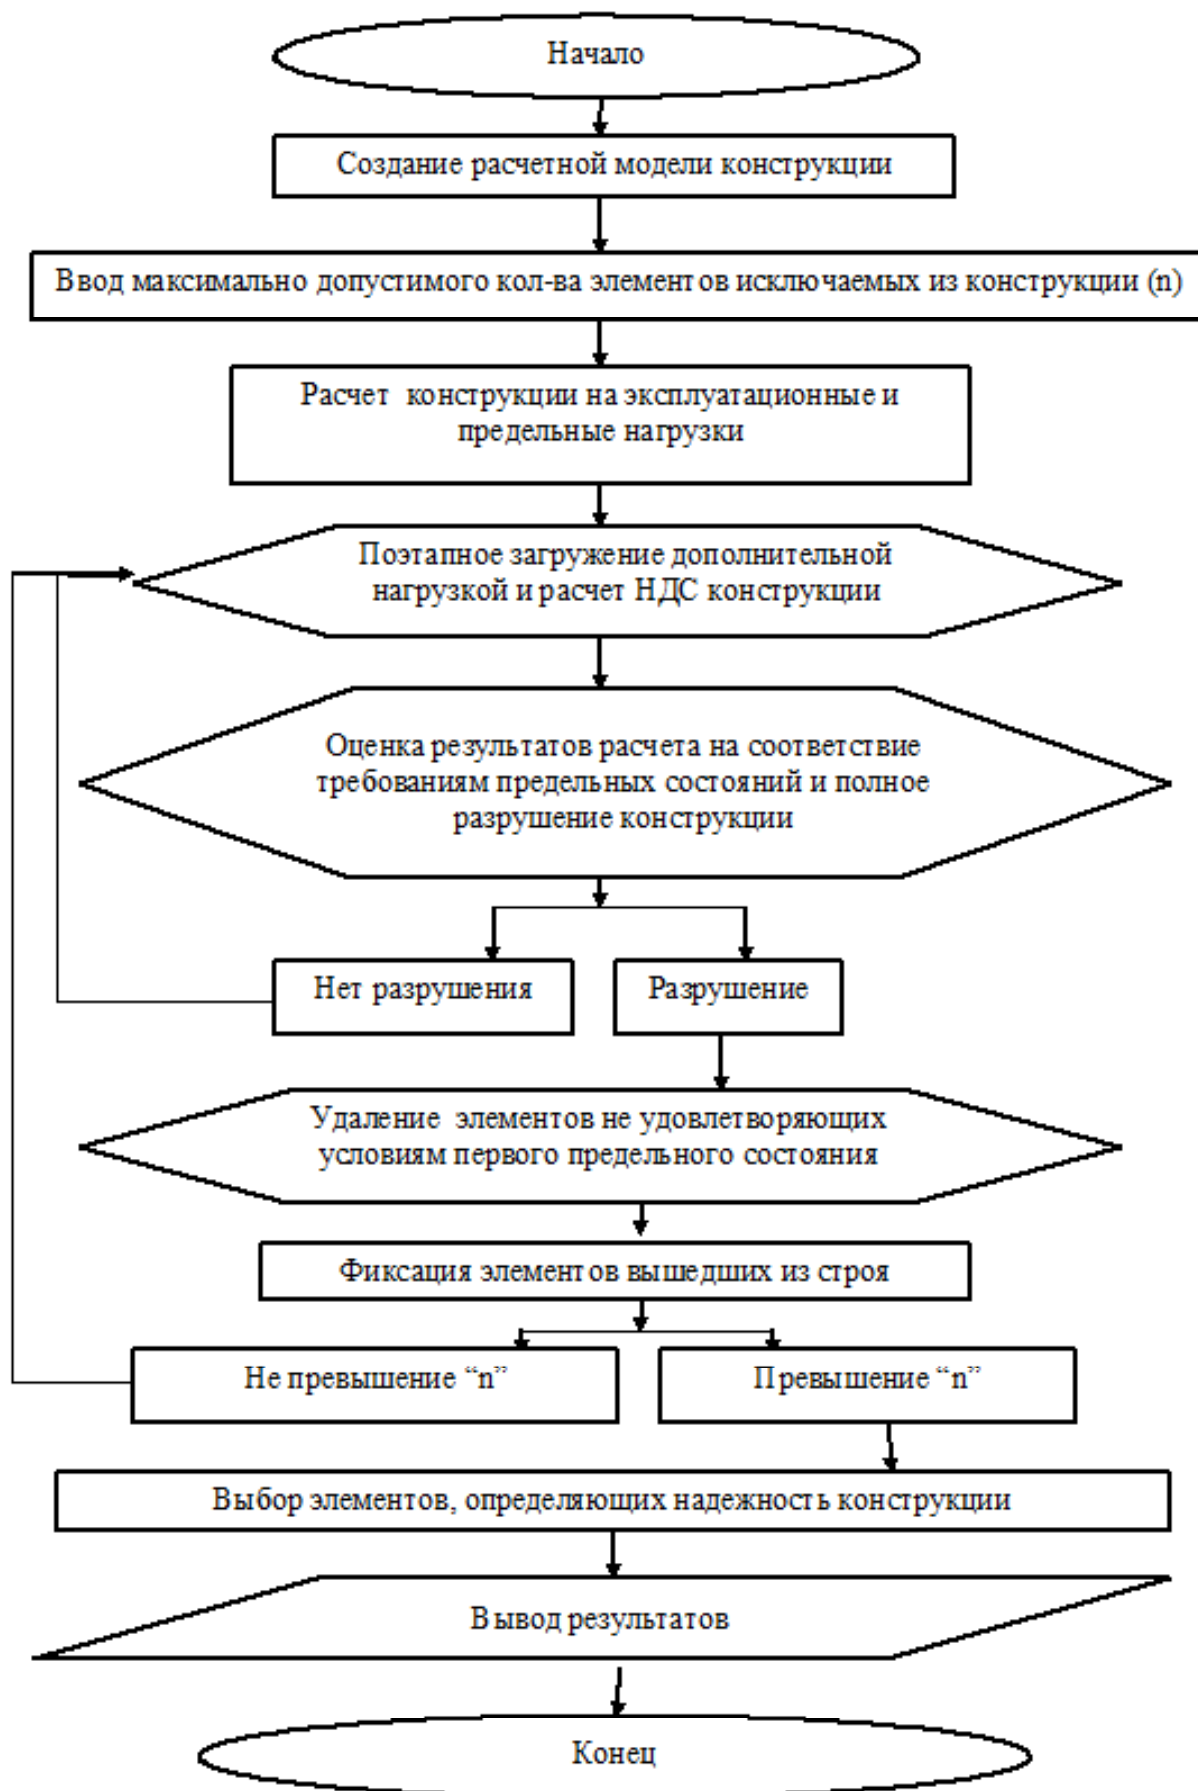 Начало
Создание расчетной модели конструкции
Ввод максимально допустимого кол-ва элементов исключаемых из конструкции (n)
Расчет конструкции на эксплуатационные и
предельные нагрузки
Поэтапное загружение дополнительной
нагрузкой и расчет НДС конструкции
Оценка результатов расчета на соответствие
требованиям предельных состояний и полное
разрушение конструкции
Нет разрушения
Разрушение
Удаление элементов не удовлетворяющих
условиям первого предельного состояния
Фиксация элементов вышедших из строя
Не превышение “n”
Превышение “n”
Выбор элементов, определяющих надежность конструкции
Вывод результатов
Конец